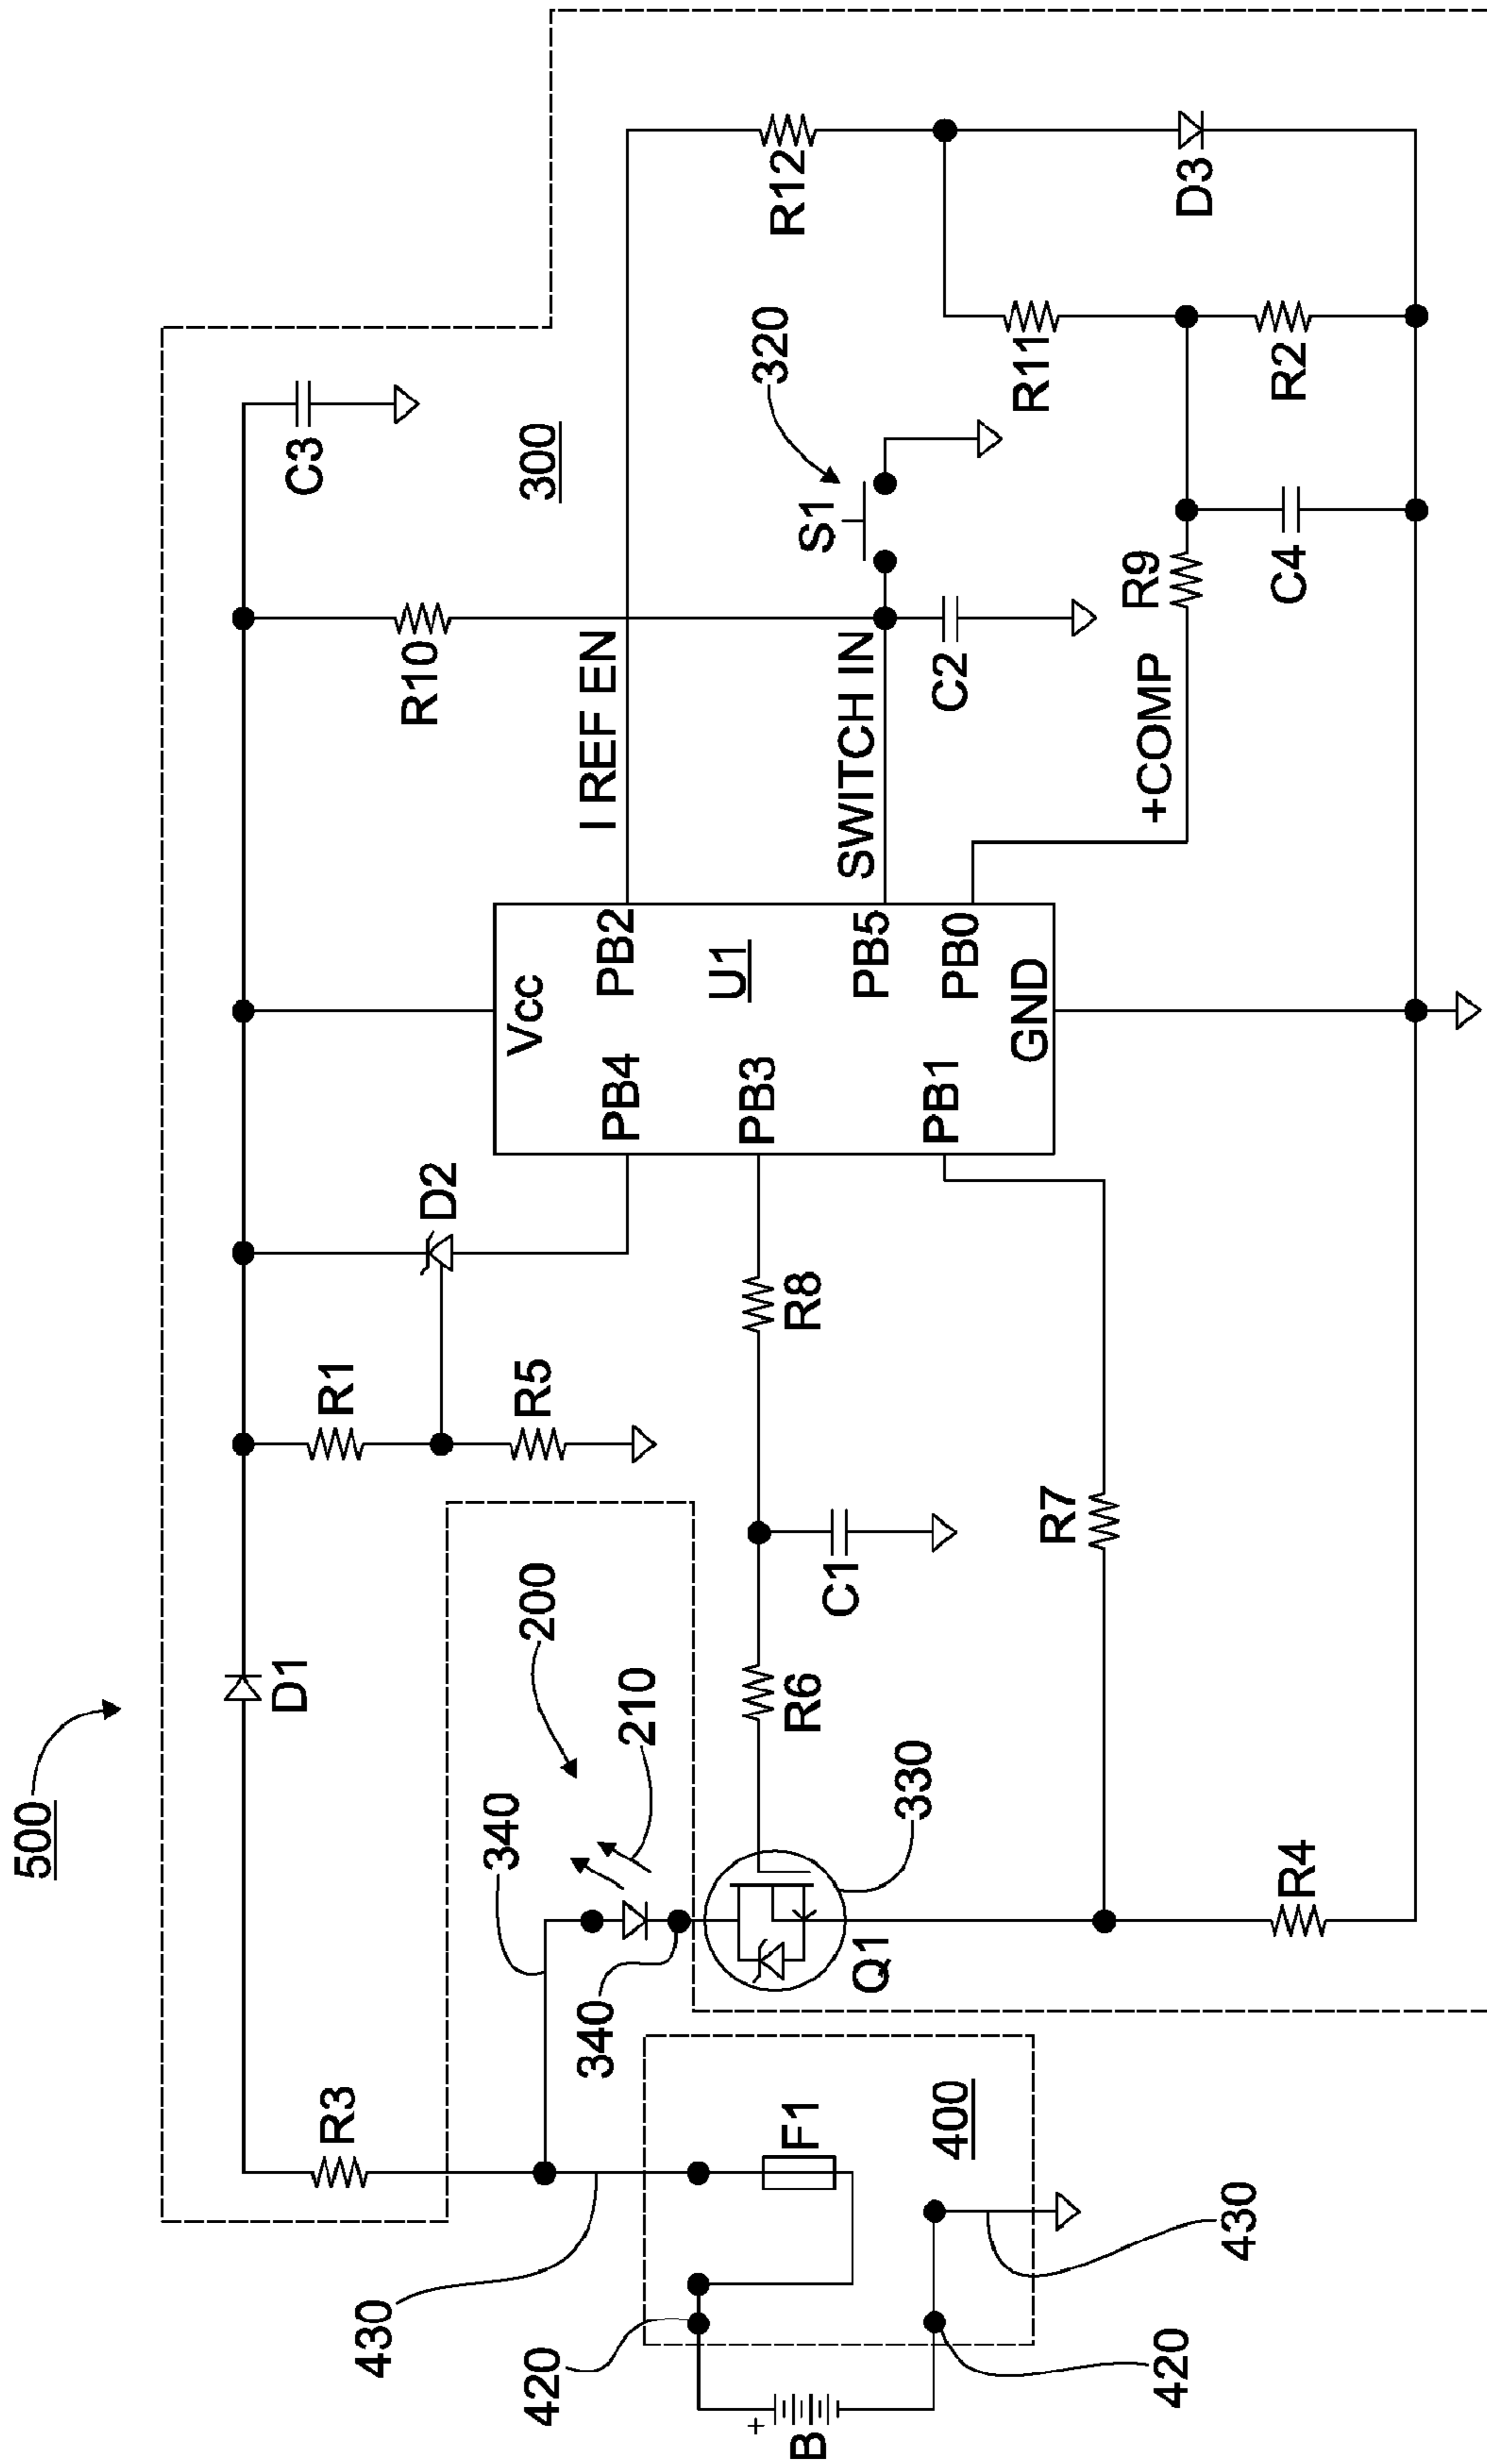 500
R3
D1
R1
R5
D2
C3
R10
300
340
200
210
340
Q1
330
R6
C1
R8
R7
R4
Vcc
PB4
PB2
PB3
U1
PB5
PB1
PB0
GND
I REF EN
SWITCH IN
+COMP
S1
320
C2
R9
C4
R12
R11
R2
D3
430
420
+
B
F1
400
420
430